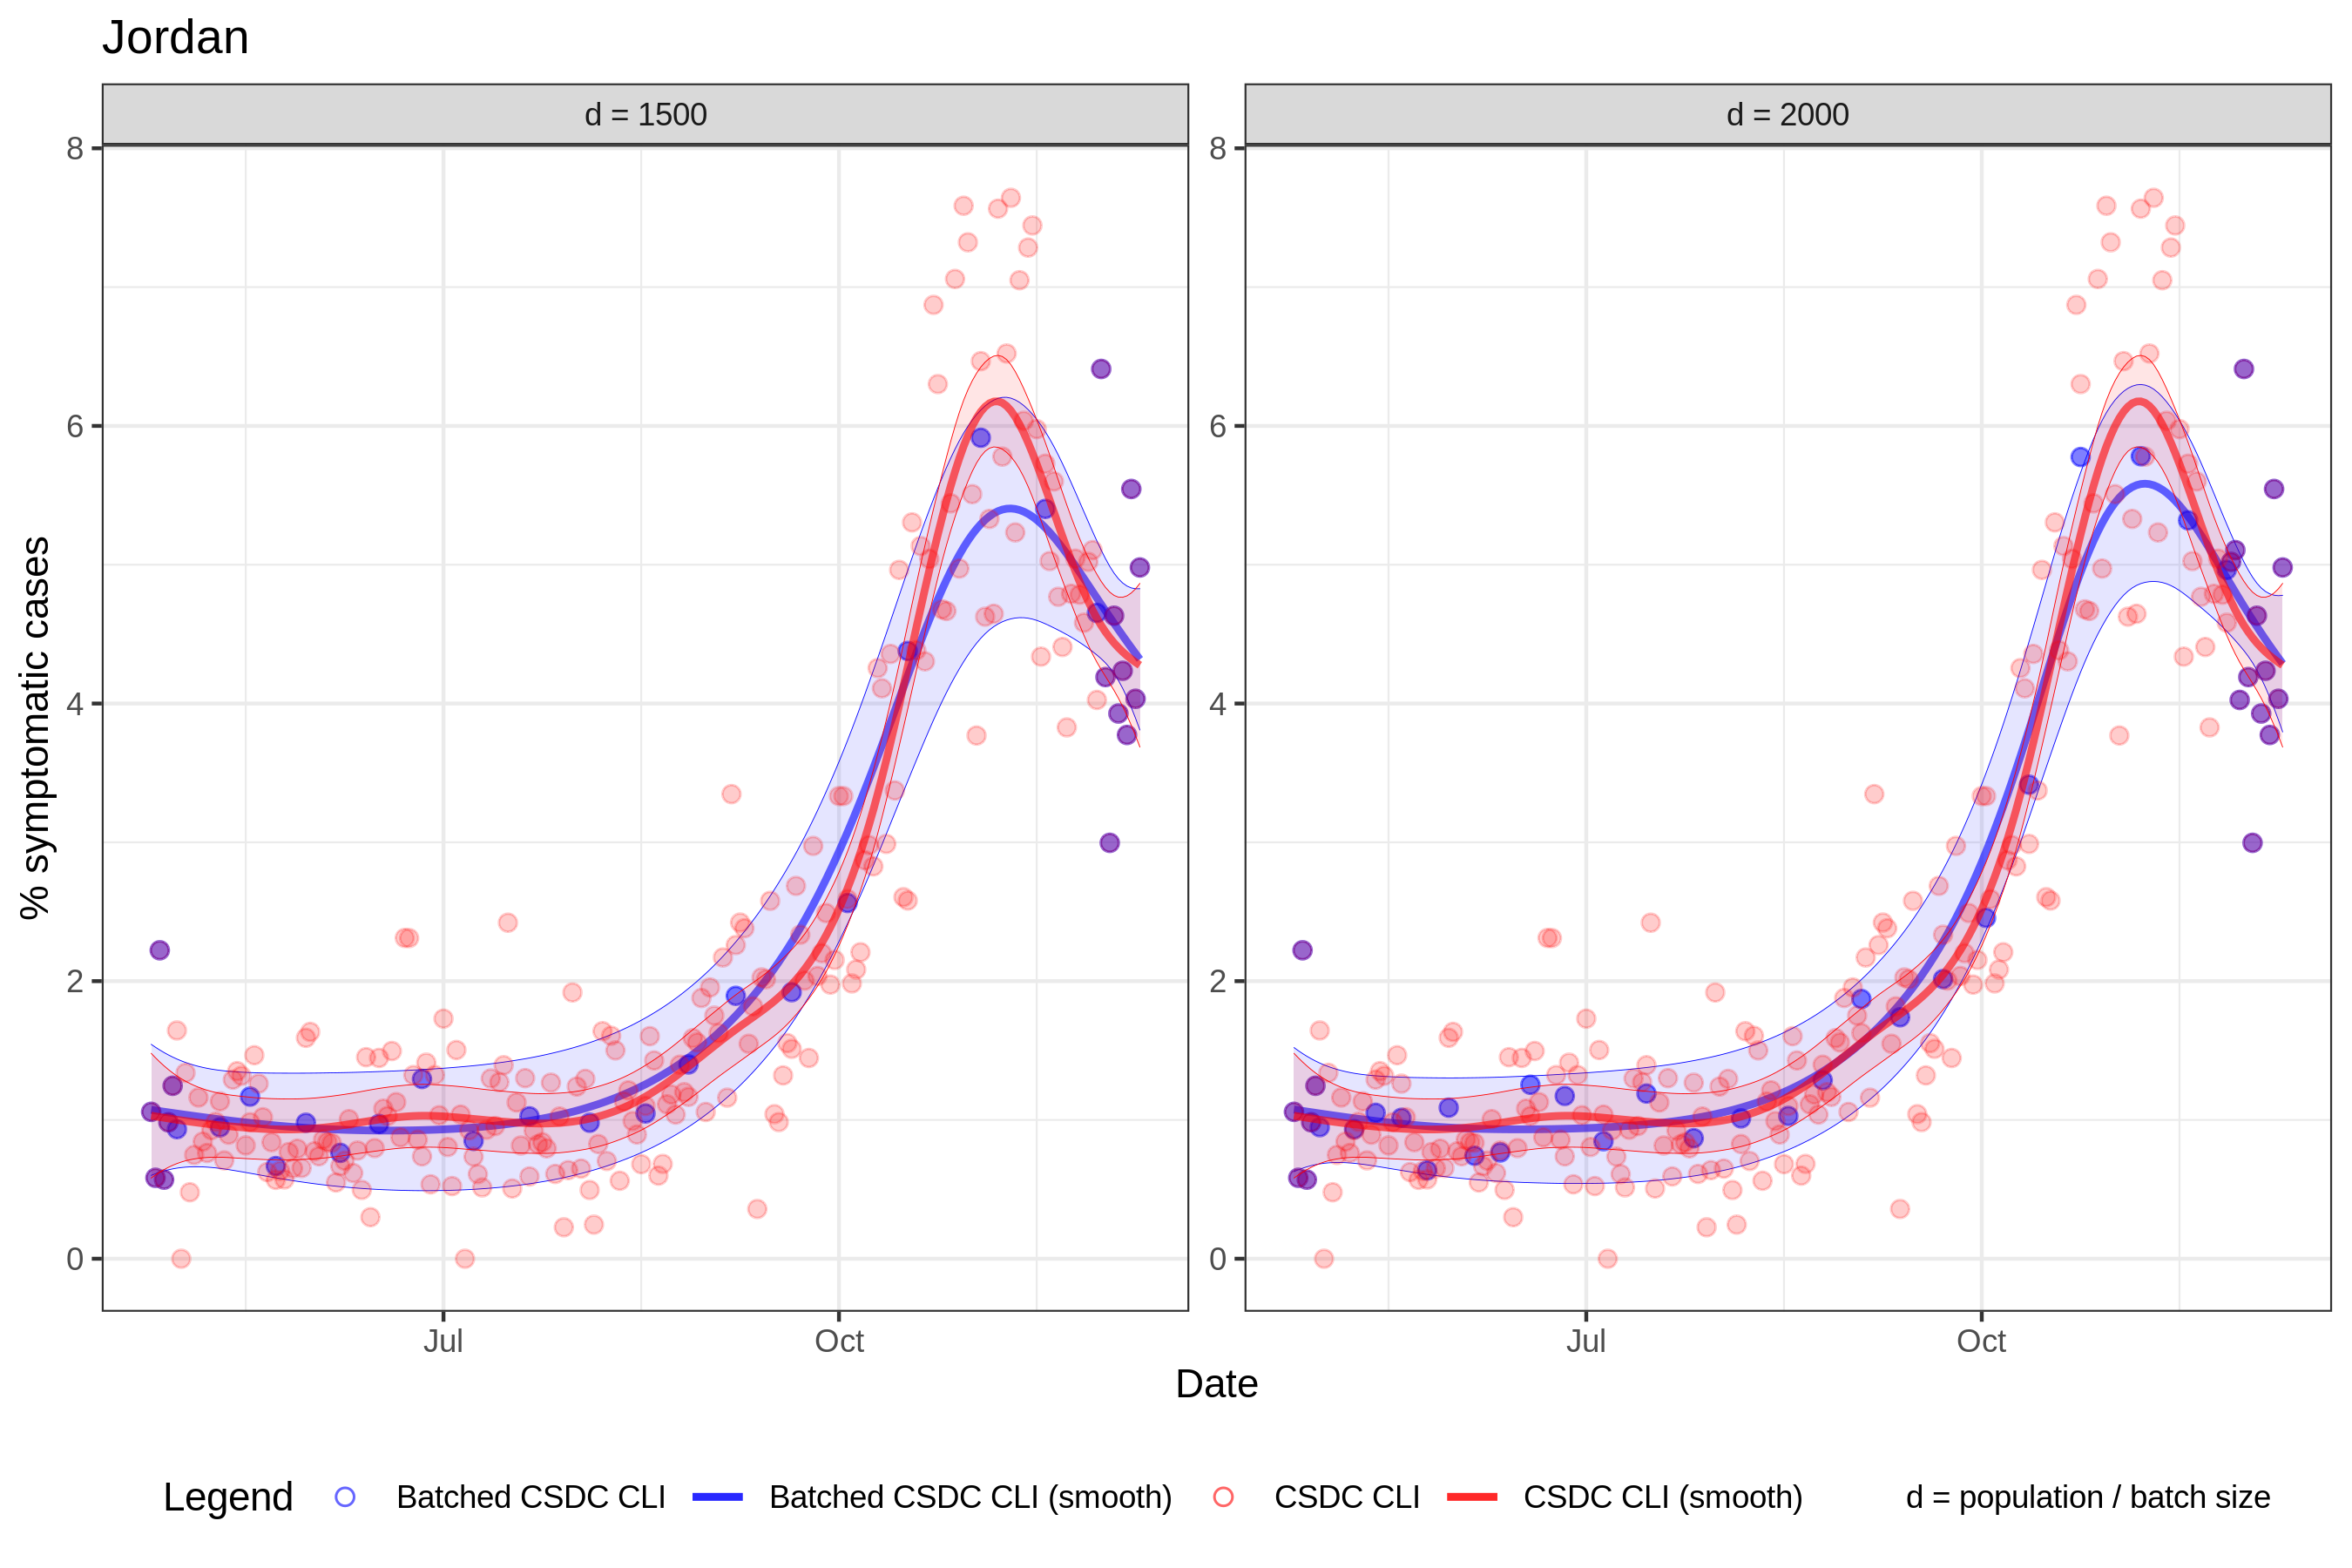 Jordan
d = 1500
d = 2000
% symptomatic cases
8
6
4
2
0
8
6
4
2
0
Jul
Oct
Jul
Oct
Date
Legend Batched CSDC CLI Batched CSDC CLI (smooth) CSDC CLI CSDC CLI (smooth) d = population / batch size